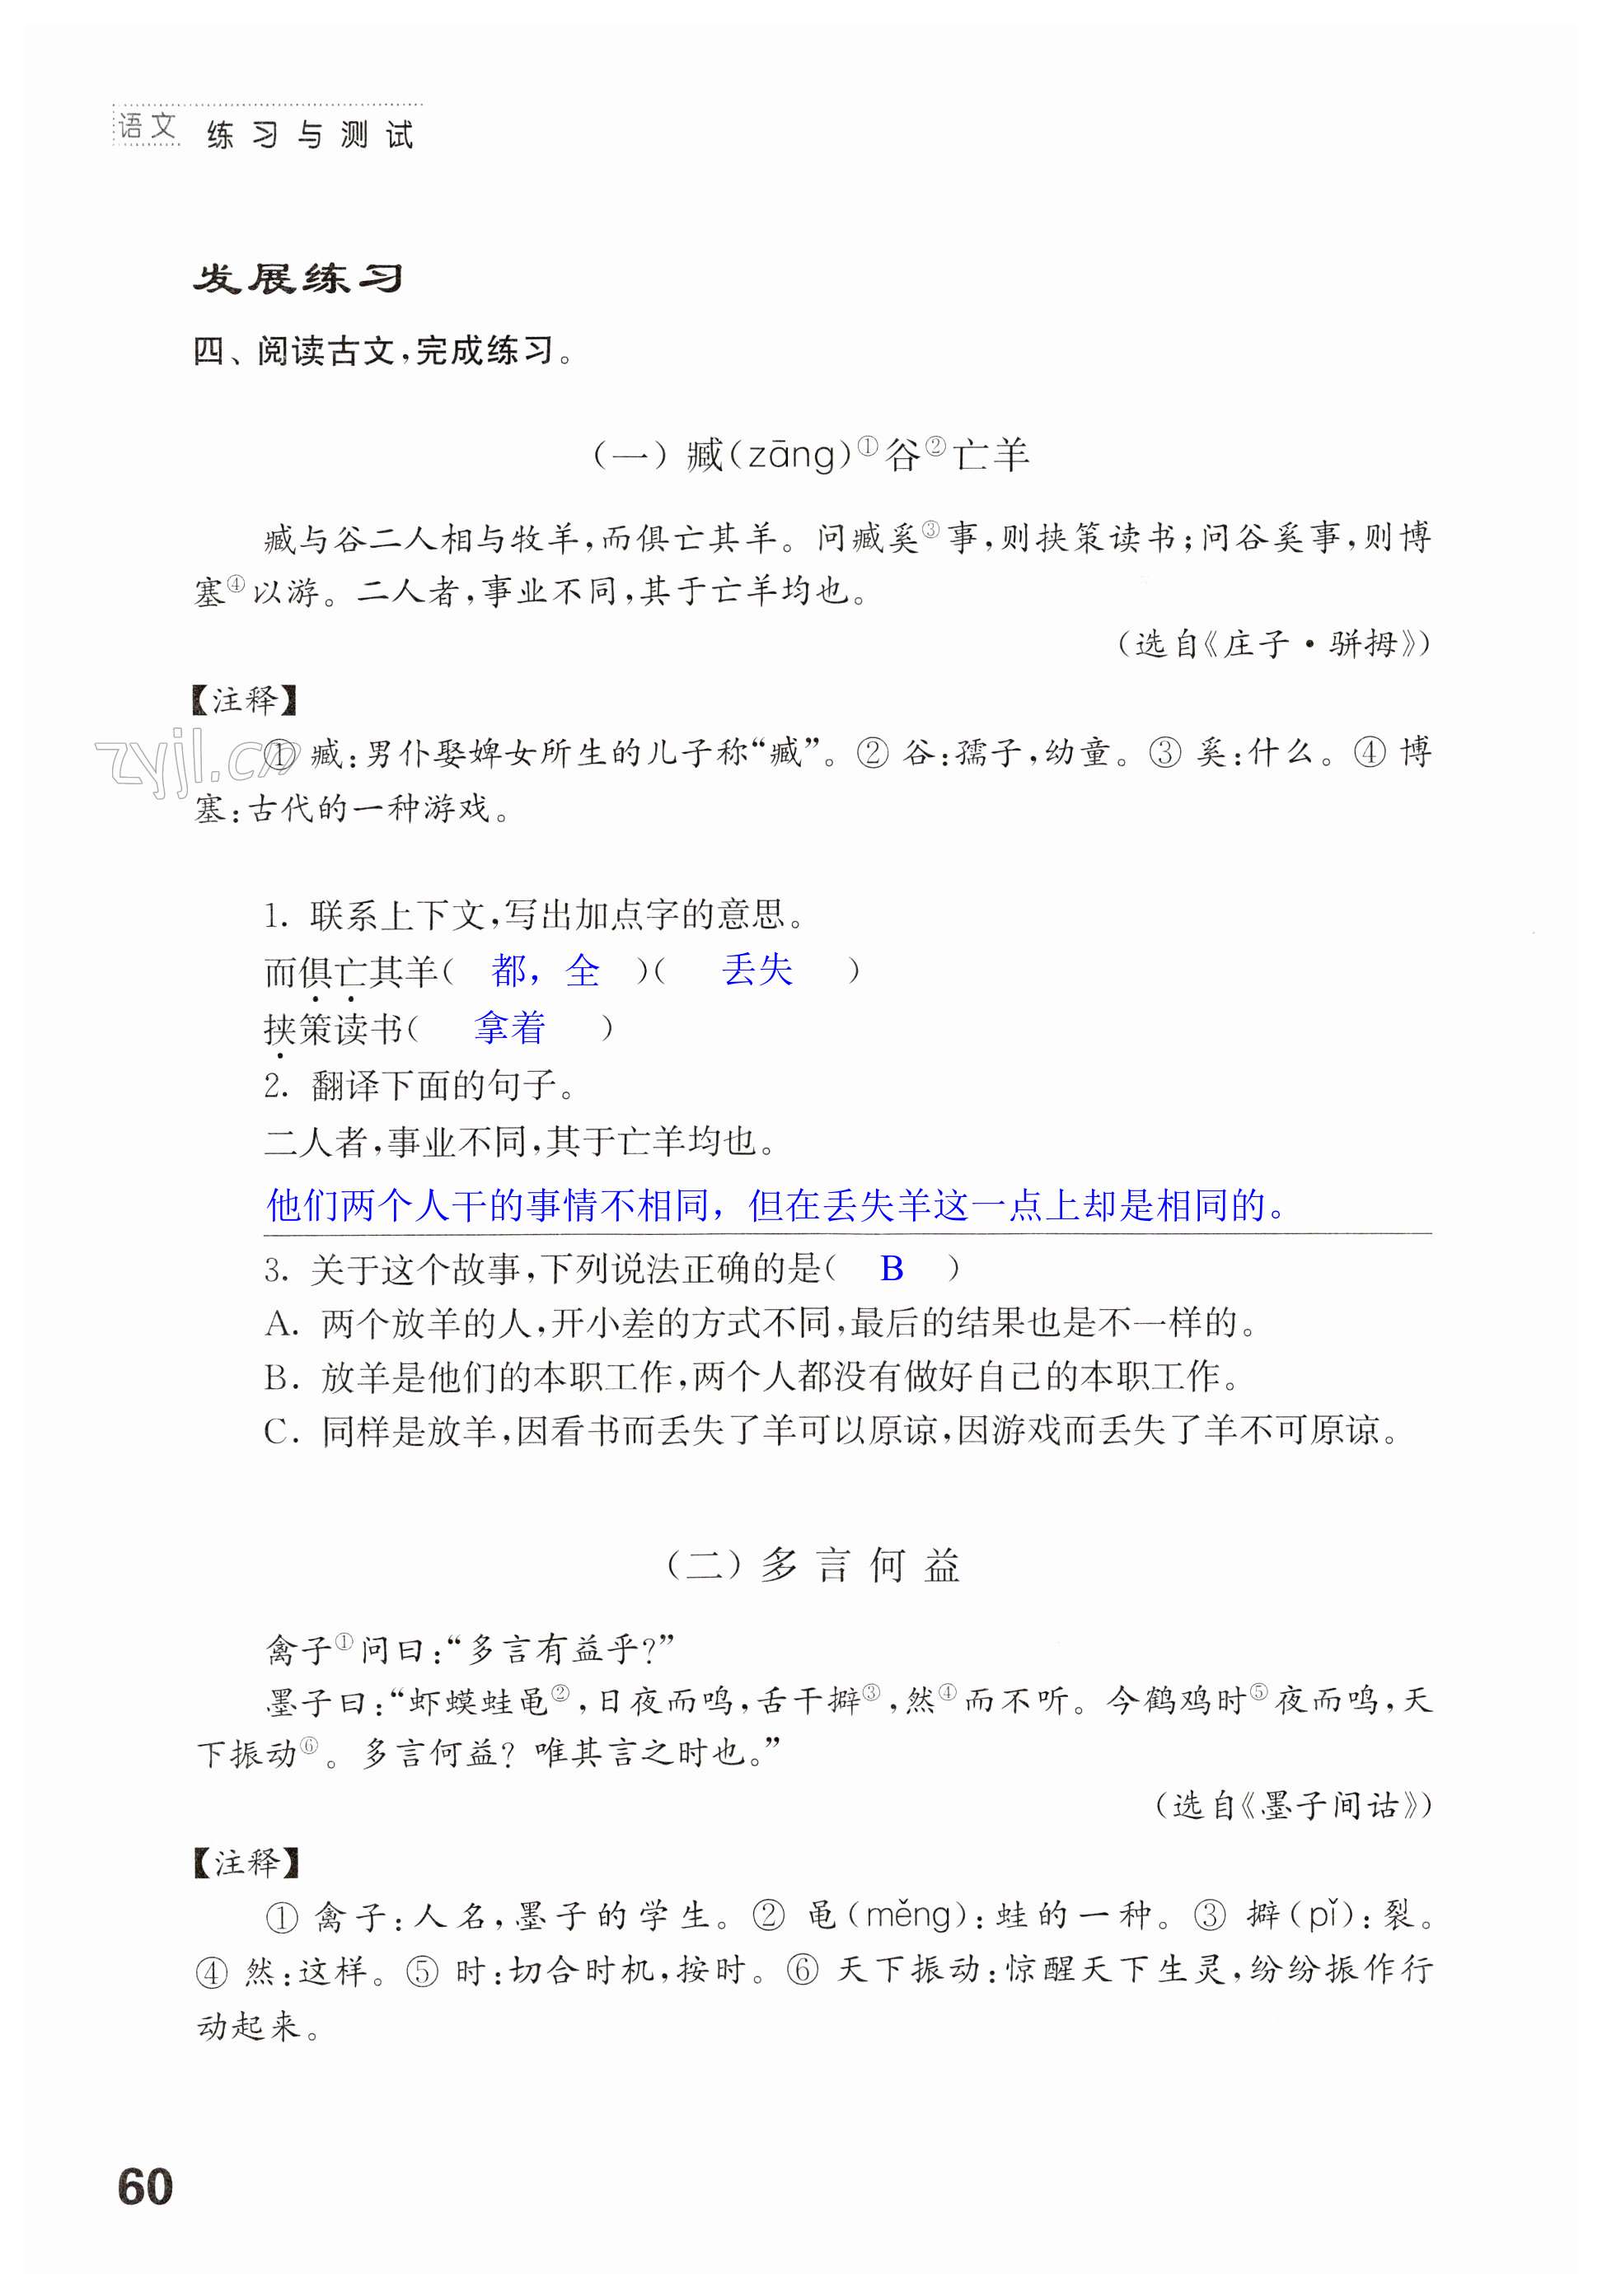 语文 练习与测试
发展练习
四、阅读古文,完成练习。
(一)臧(zāng)①谷②亡羊
臧与谷二人相与牧羊,而俱亡其羊。问臧奚③事,则挟策读书;问谷奚事,则博
塞④以游。二人者,事业不同,其于亡羊均也。
(选自《庄子·骈拇》)
【注释】
① 臧:男仆娶婢女所生的儿子称“臧”。② 谷:孺子,幼童。③ 奚:什么。④ 博
塞:古代的一种游戏。
zyjl.cn
1. 联系上下文,写出加点字的意思。
而俱亡其羊( 都，全 )( 丢失 )
挟策读书( 拿着 )
2. 翻译下面的句子。
二人者,事业不同,其于亡羊均也。
他们两个人干的事情不相同，但在丢失羊这一点上却是相同的。
3. 关于这个故事,下列说法正确的是( B )
A. 两个放羊的人,开小差的方式不同,最后的结果也是不一样的。
B. 放羊是他们的本职工作,两个人都没有做好自己的本职工作。
C. 同样是放羊,因看书而丢失了羊可以原谅,因游戏而丢失了羊不可原谅。
(二)多言何益
禽子①问曰:“多言有益乎?”
墨子曰:“虾蟆蛙黾②,日夜而鸣,舌干擗③,然④而不听。今鹤鸡时⑤夜而鸣,天
下振动⑥。多言何益? 唯其言之时也。”
(选自《墨子间诂》)
【注释】
① 禽子:人名,墨子的学生。② 黾(měng):蛙的一种。③ 擗(pǐ):裂。
④ 然:这样。⑤ 时:切合时机,按时。⑥ 天下振动:惊醒天下生灵,纷纷振作行
动起来。
60